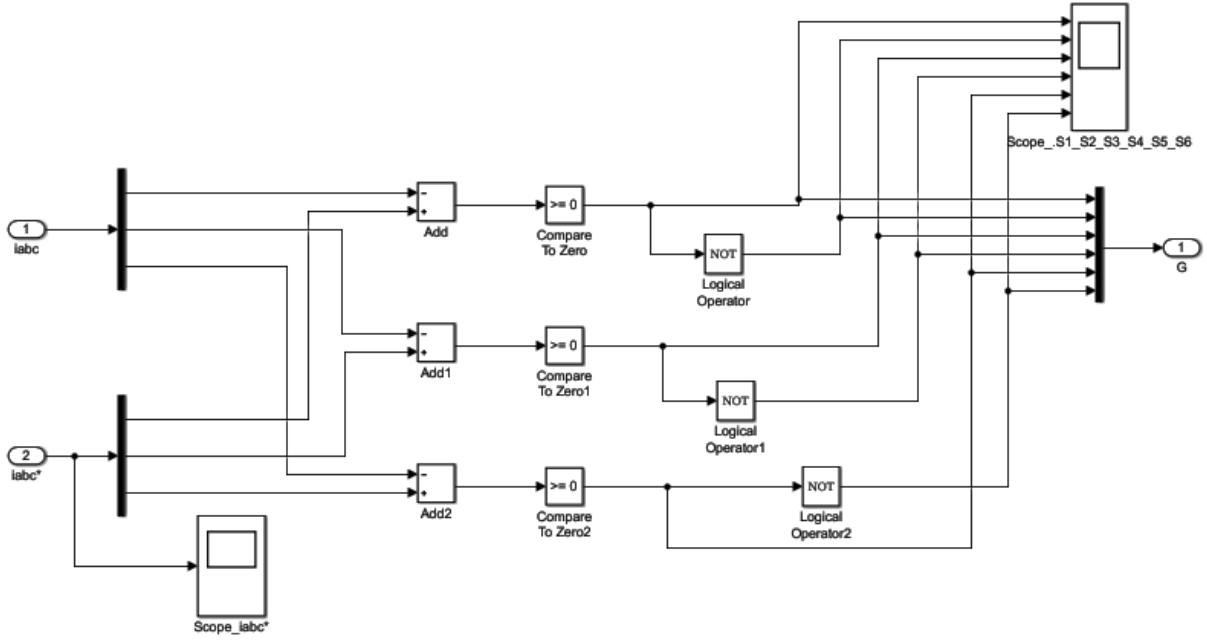 Scope_.S1_S2_S3_S4_S5_S6
1
iabc
−
+
Add
>= 0
Compare
To Zero
NOT
Logical
Operator
1
G
−
+
Add1
>= 0
Compare
To Zero1
NOT
Logical
Operator1
2
iabc*
−
+
Add2
>= 0
Compare
To Zero2
NOT
Logical
Operator2
Scope_iabc*